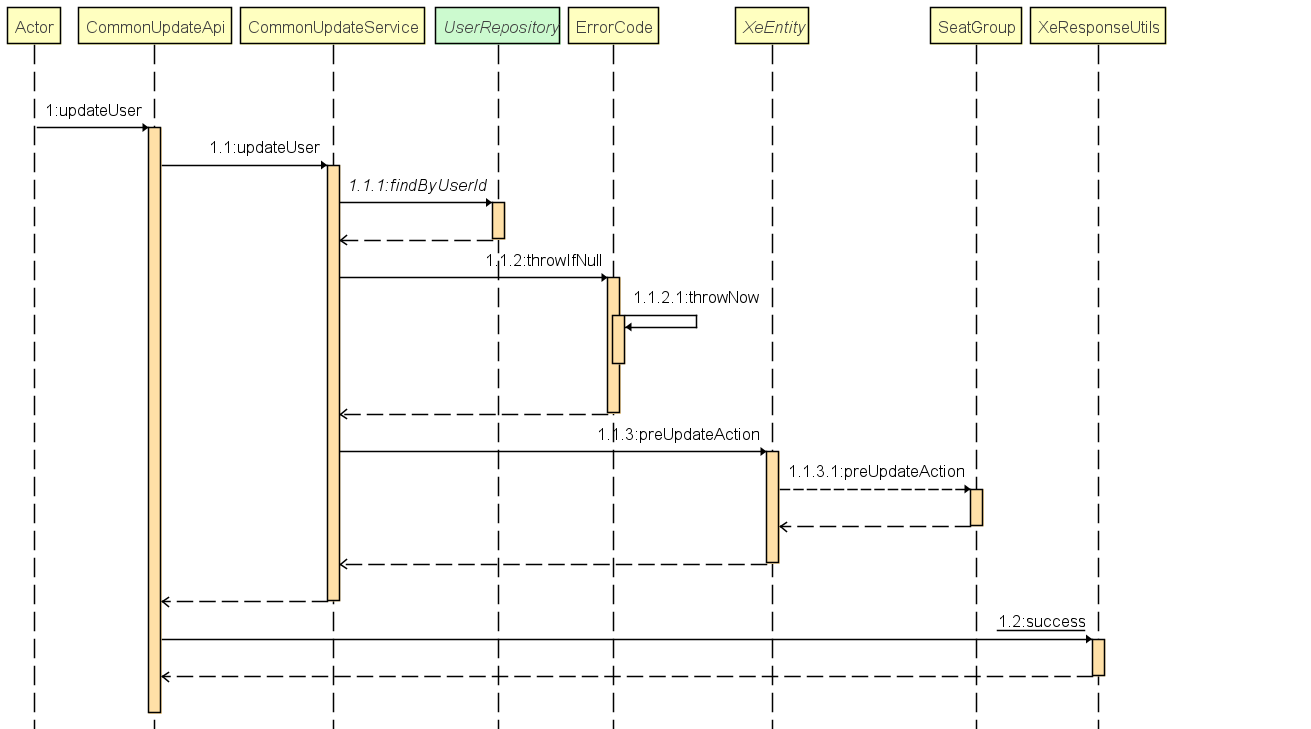 Actor
CommonUpdateApi
CommonUpdateService
UserRepository
ErrorCode
XeEntity
SeatGroup
XeResponseUtils
1:updateUser
1.1:updateUser
1.1.1:findByUserId
1.1.2:throwIfNull
1.1.2.1:throwNow
1.1.3:preUpdateAction
1.1.3.1:preUpdateAction
1.2:success